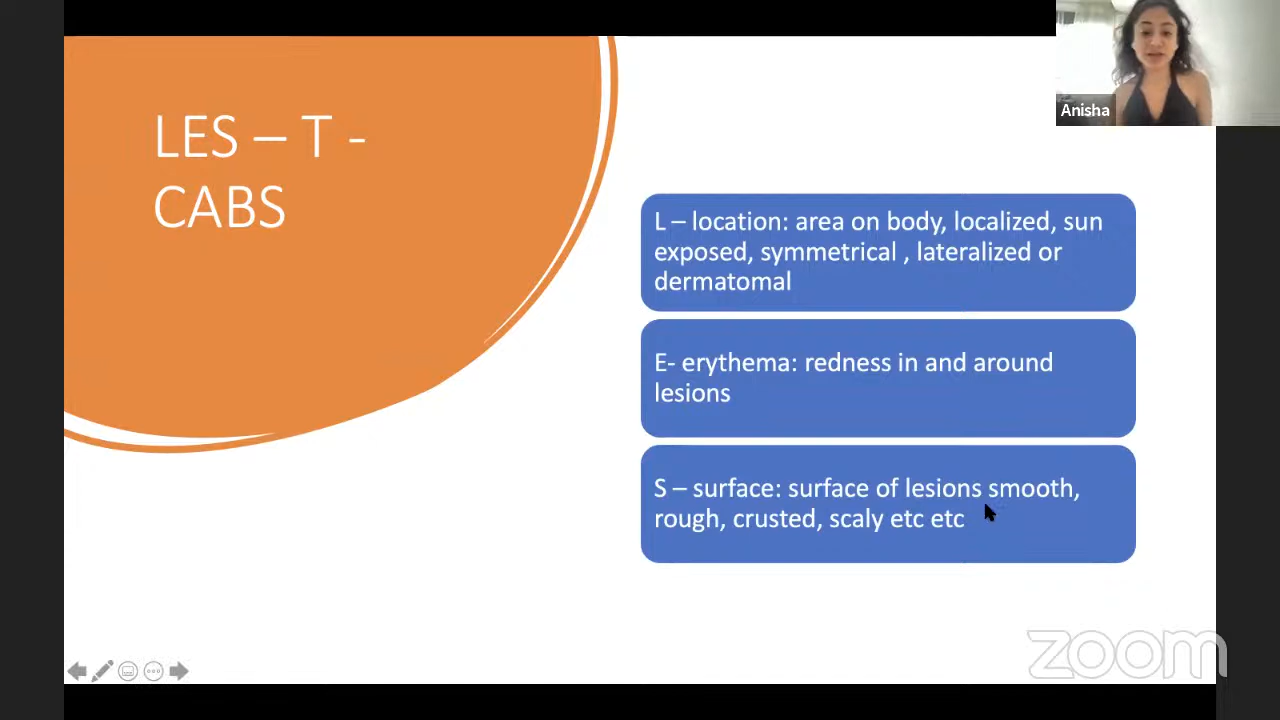 LES – T -
CABS
L – location: area on body, localized, sun
exposed, symmetrical , lateralized or
dermatomal
E- erythema: redness in and around
lesions
S – surface: surface of lesions smooth,
rough, crusted, scaly etc etc
Anisha
zoom